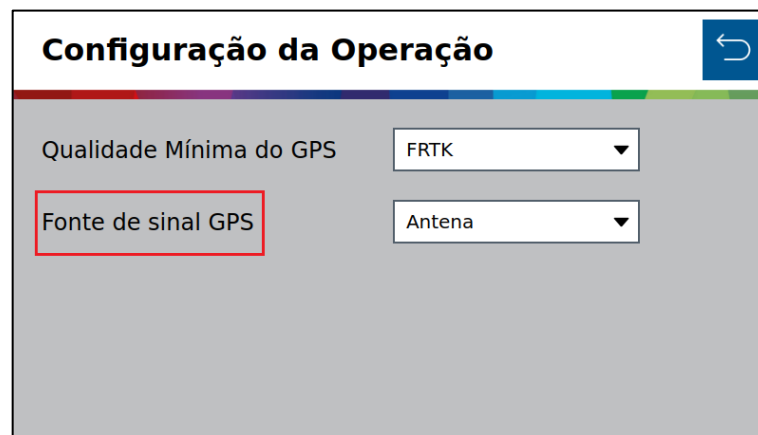 Configuração da Operação
Qualidade Mínima do GPS
FRTK
Fonte de sinal GPS
Antena